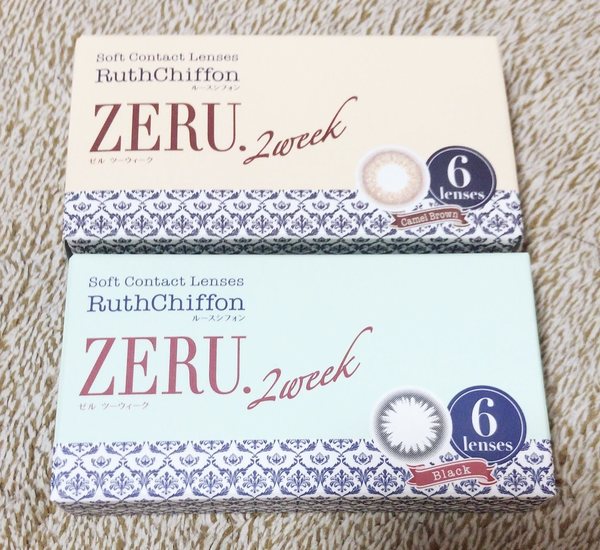 Soft Contact Lenses
RuthChiffon
ルースシフォン
ZERU. 2week
ゼル ツーウィーク
6
lenses
Camel Brown
Soft Contact Lenses
RuthChiffon
ルースシフォン
ZERU. 2week
ゼル ツーウィーク
6
lenses
Black